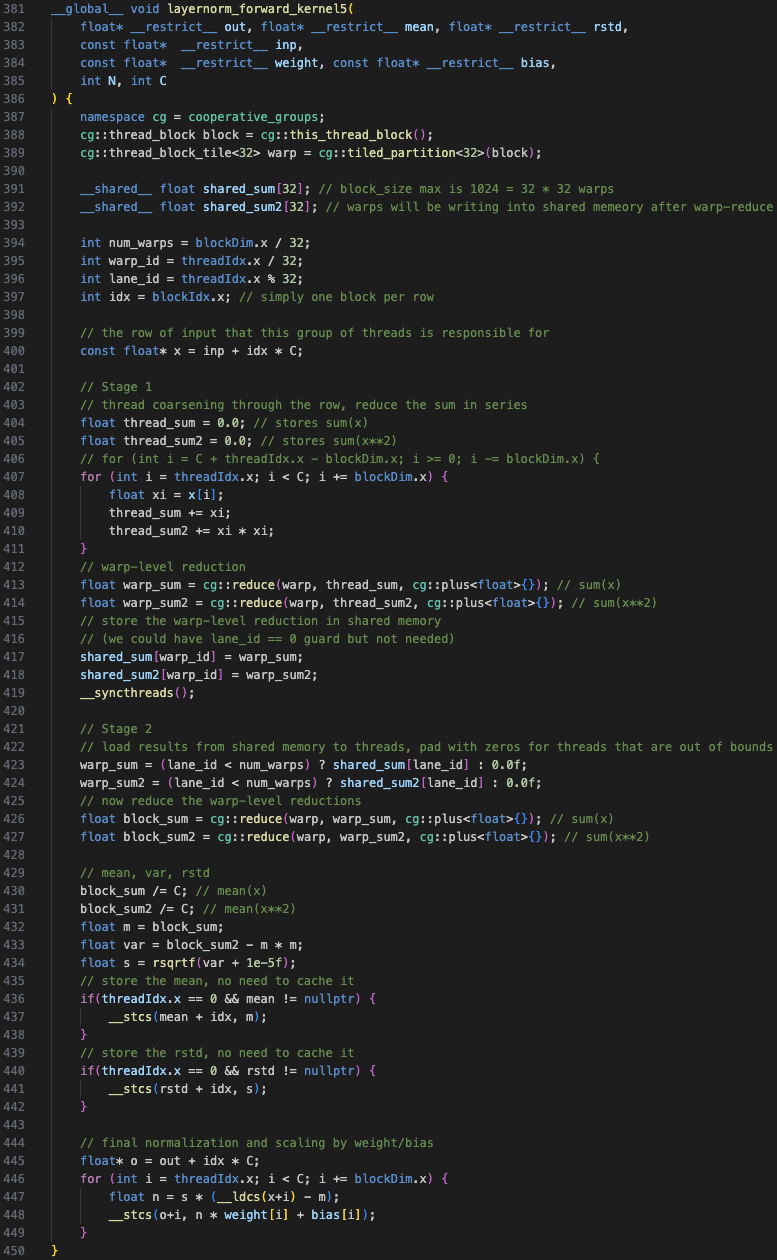 381 __global__ void layernorm_forward_kernel5(
382     float* __restrict__ out, float* __restrict__ mean, float* __restrict__ rstd,
383     const float*  __restrict__ inp,
384     const float*  __restrict__ weight, const float* __restrict__ bias,
385     int N, int C
386 ) {
387     namespace cg = cooperative_groups;
388     cg::thread_block block = cg::this_thread_block();
389     cg::thread_block_tile<32> warp = cg::tiled_partition<32>(block);
390
391     __shared__ float shared_sum[32]; // block_size max is 1024 = 32 * 32 warps
392     __shared__ float shared_sum2[32]; // warps will be writing into shared memeory after warp-reduce
393
394     int num_warps = blockDim.x / 32;
395     int warp_id = threadIdx.x / 32;
396     int lane_id = threadIdx.x % 32;
397     int idx = blockIdx.x; // simply one block per row
398
399     // the row of input that this group of threads is responsible for
400     const float* x = inp + idx * C;
401
402     // Stage 1
403     // thread coarsening through the row, reduce the sum in series
404     float thread_sum = 0.0; // stores sum(x)
405     float thread_sum2 = 0.0; // stores sum(x**2)
406     // for (int i = C + threadIdx.x - blockDim.x; i >= 0; i -= blockDim.x) {
407     for (int i = threadIdx.x; i < C; i += blockDim.x) {
408         float xi = x[i];
409         thread_sum += xi;
410         thread_sum2 += xi * xi;
411     }
412     // warp-level reduction
413     float warp_sum = cg::reduce(warp, thread_sum, cg::plus<float>{}); // sum(x)
414     float warp_sum2 = cg::reduce(warp, thread_sum2, cg::plus<float>{}); // sum(x**2)
415     // store the warp-level reduction in shared memory
416     // (we could have lane_id == 0 guard but not needed)
417     shared_sum[warp_id] = warp_sum;
418     shared_sum2[warp_id] = warp_sum2;
419     __syncthreads();
420
421     // Stage 2
422     // load results from shared memory to threads, pad with zeros for threads that are out of bounds
423     warp_sum = (lane_id < num_warps) ? shared_sum[lane_id] : 0.0f;
424     warp_sum2 = (lane_id < num_warps) ? shared_sum2[lane_id] : 0.0f;
425     // now reduce the warp-level reductions
426     float block_sum = cg::reduce(warp, warp_sum, cg::plus<float>{}); // sum(x)
427     float block_sum2 = cg::reduce(warp, warp_sum2, cg::plus<float>{}); // sum(x**2)
428
429     // mean, var, rstd
430     block_sum /= C; // mean(x)
431     block_sum2 /= C; // mean(x**2)
432     float m = block_sum;
433     float var = block_sum2 - m * m;
434     float s = rsqrtf(var + 1e-5f);
435     // store the mean, no need to cache it
436     if(threadIdx.x == 0 && mean != nullptr) {
437         __stcs(mean + idx, m);
438     }
439     // store the rstd, no need to cache it
440     if(threadIdx.x == 0 && rstd != nullptr) {
441         __stcs(rstd + idx, s);
442     }
443
444     // final normalization and scaling by weight/bias
445     float* o = out + idx * C;
446     for (int i = threadIdx.x; i < C; i += blockDim.x) {
447         float n = s * (__ldcs(x+i) - m);
448         __stcs(o+i, n * weight[i] + bias[i]);
449     }
450 }